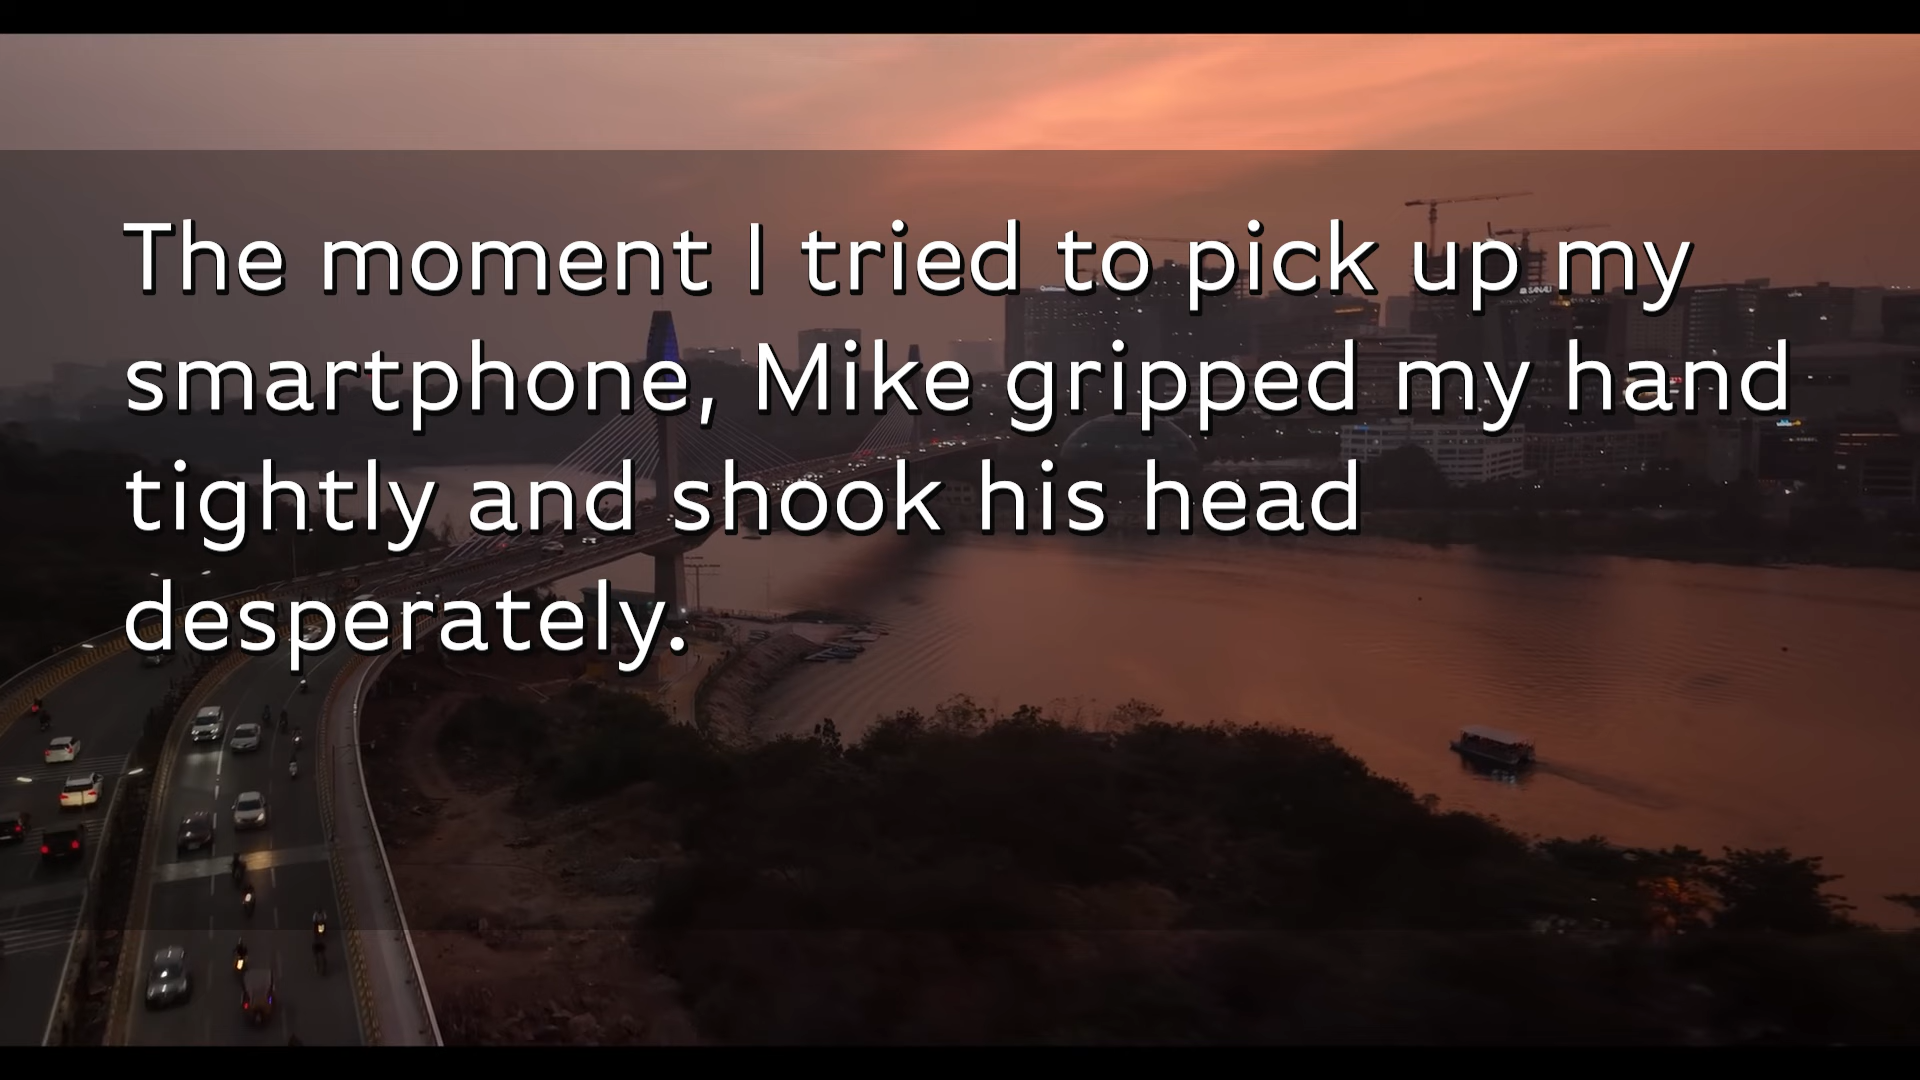 The moment I tried to pick up my
smartphone, Mike gripped my hand
tightly and shook his head
desperately.